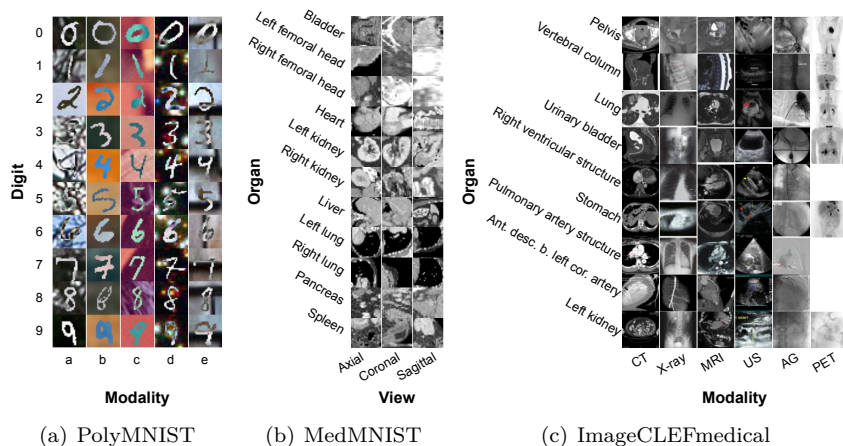 Digit
0
1
2
3
4
5
6
7
8
9
a b c d e
Modality
(a) PolyMNIST
Organ
Bladder
Left femoral head
Right femoral head
Heart
Left kidney
Right kidney
Liver
Left lung
Right lung
Pancreas
Spleen
Axial Coronal Sagittal
View
(b) MedMNIST
Organ
Pelvis
Vertebral column
Lung
Urinary bladder
Right ventricular structure
Stomach
Pulmonary artery structure
Ant. desc. b. left cor. artery
Left kidney
CT X-ray MRI US AG PET
Modality
(c) ImageCLEFmedical